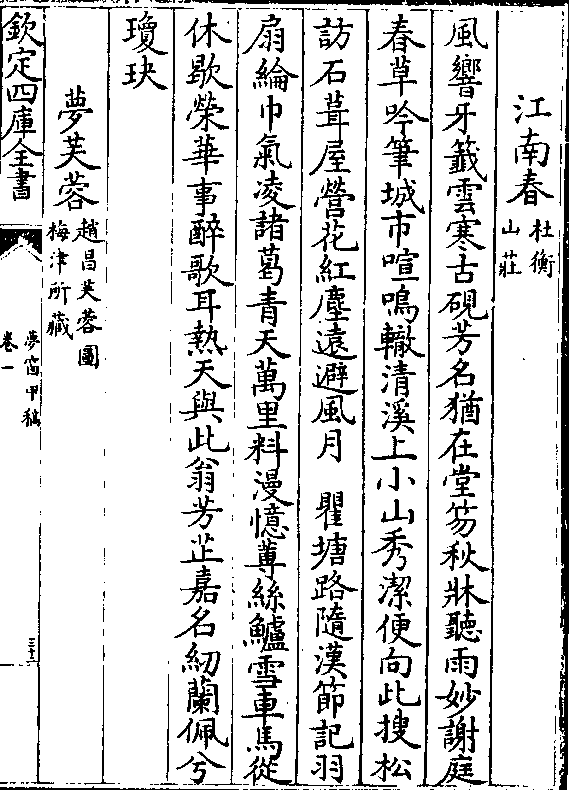 江南春杜衡山莊
風響牙籤雲寒古硯芳名猶在堂笏秋牀聽雨妙謝庭
春草吟筆城市喧鳴轍清溪上小山秀潔便向此搜松
訪石葺屋營花紅塵遠避風月　瞿塘路隨漢節記羽
扇綸巾氣凌諸葛青天萬里料漫憶蓴絲鱸雪車馬從
休歇榮華事醉歌耳熱天與此翁芳芷嘉名紉蘭佩兮
瓊玦
夢芙蓉趙昌芙蓉圖梅津所藏
欽定四庫全書
夢窗甲稿
卷一
三十二